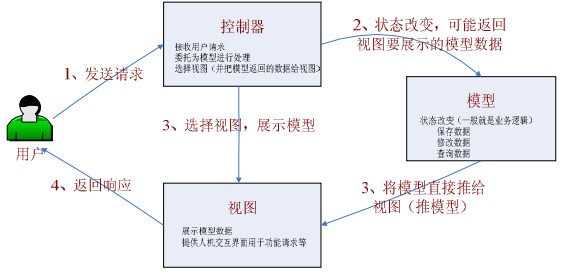 控制器
接收用户请求
委托为模型进行处理
选择视图（并把模型返回的数据给视图）
2、状态改变，可能返回
视图要展示的模型数据
1、发送请求
模型
状态改变（一般就是业务逻辑）
保存数据
修改数据
查询数据
3、选择视图，展示模型
用户
4、返回响应
3、将模型直接推给
视图（推模型）
视图
展示模型数据
提供人机交互界面用于功能请求等